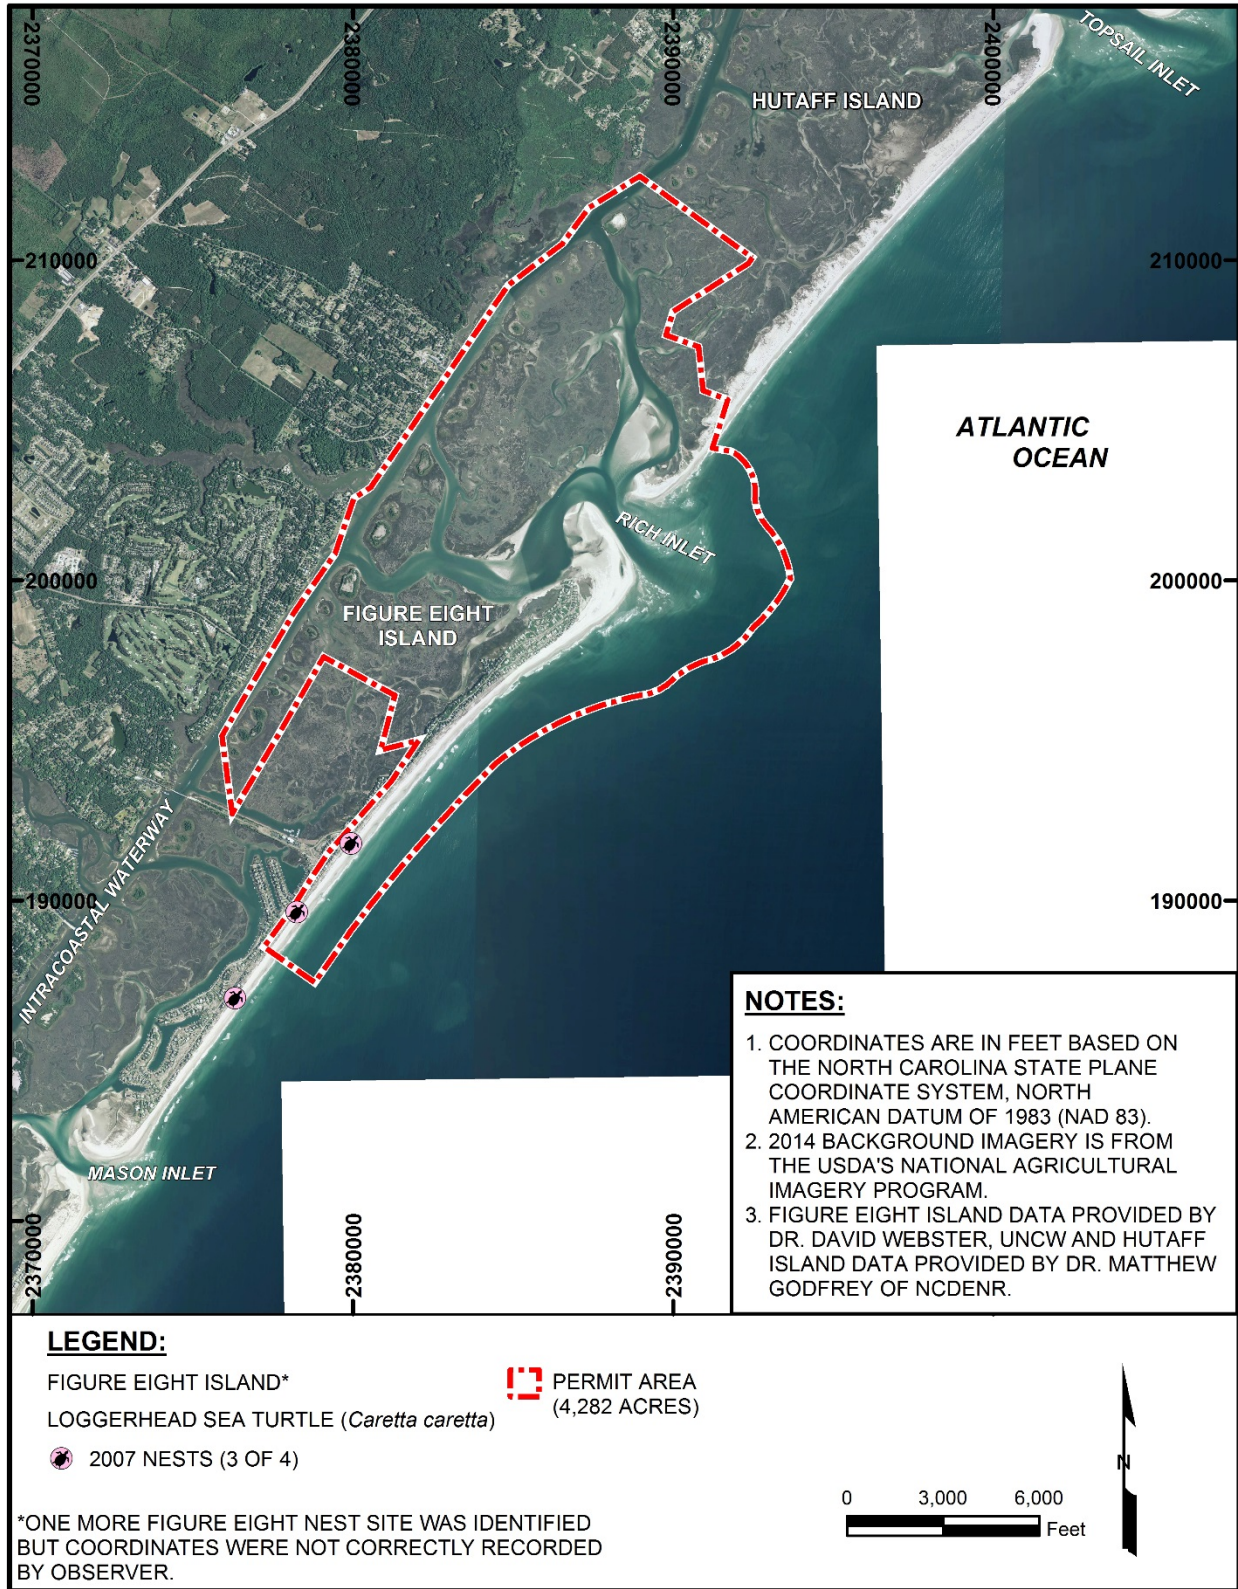 2370000
2380000
2390000
2400000
TOPSAIL INLET
HUTAFF ISLAND
210000
210000
ATLANTIC
OCEAN
RICH INLET
200000
200000
FIGURE EIGHT
ISLAND
INTRACOASTAL WATERWAY
190000
190000
MASON INLET
2370000
2380000
2390000
NOTES:
1. COORDINATES ARE IN FEET BASED ON
THE NORTH CAROLINA STATE PLANE
COORDINATE SYSTEM, NORTH
AMERICAN DATUM OF 1983 (NAD 83).
2. 2014 BACKGROUND IMAGERY IS FROM
THE USDA'S NATIONAL AGRICULTURAL
IMAGERY PROGRAM.
3. FIGURE EIGHT ISLAND DATA PROVIDED BY
DR. DAVID WEBSTER, UNCW AND HUTAFF
ISLAND DATA PROVIDED BY DR. MATTHEW
GODFREY OF NCDENR.
LEGEND:
FIGURE EIGHT ISLAND*
LOGGERHEAD SEA TURTLE (Caretta caretta)
2007 NESTS (3 OF 4)
PERMIT AREA
(4,282 ACRES)
*ONE MORE FIGURE EIGHT NEST SITE WAS IDENTIFIED
BUT COORDINATES WERE NOT CORRECTLY RECORDED
BY OBSERVER.
0 3,000 6,000
Feet
N